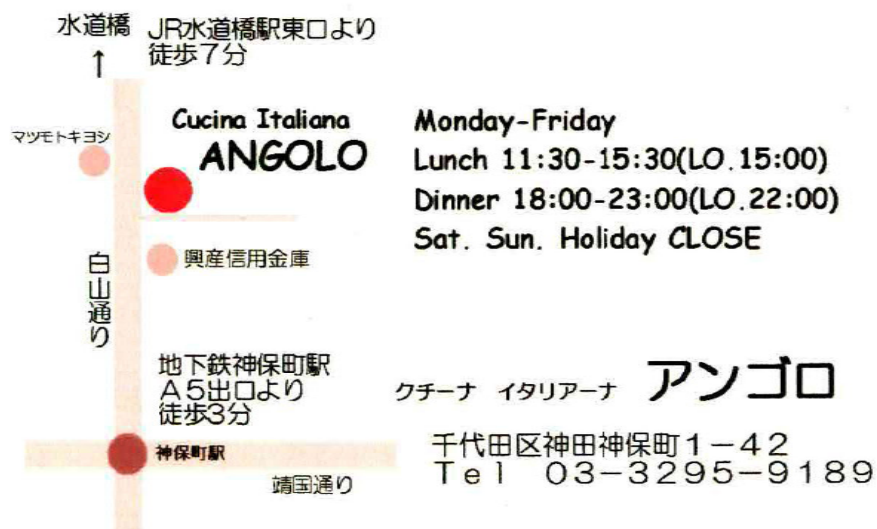 水道橋
↑
JR水道橋駅東口より
徒歩7分
マツモトキヨシ
Cucina Italiana
ANGOLO
Monday-Friday
Lunch 11:30-15:30(LO.15:00)
Dinner 18:00-23:00(LO.22:00)
Sat. Sun. Holiday CLOSE
興産信用金庫
白山通り
地下鉄神保町駅
A5出口より
徒歩3分
神保町駅
靖国通り
クチーナ イタリアーナ アンゴロ
千代田区神田神保町1-42
Tel 03-3295-9189